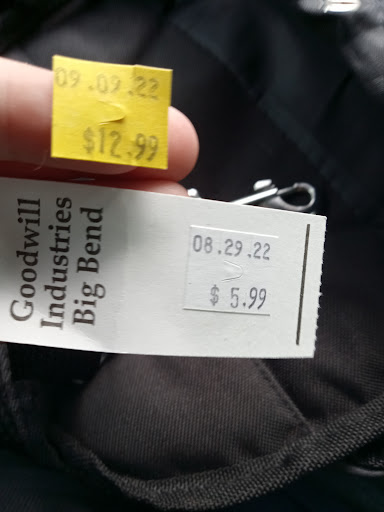 09.09.22
$12.99
Goodwill
Industries
Big Bend
08.29.22
$ 5.99